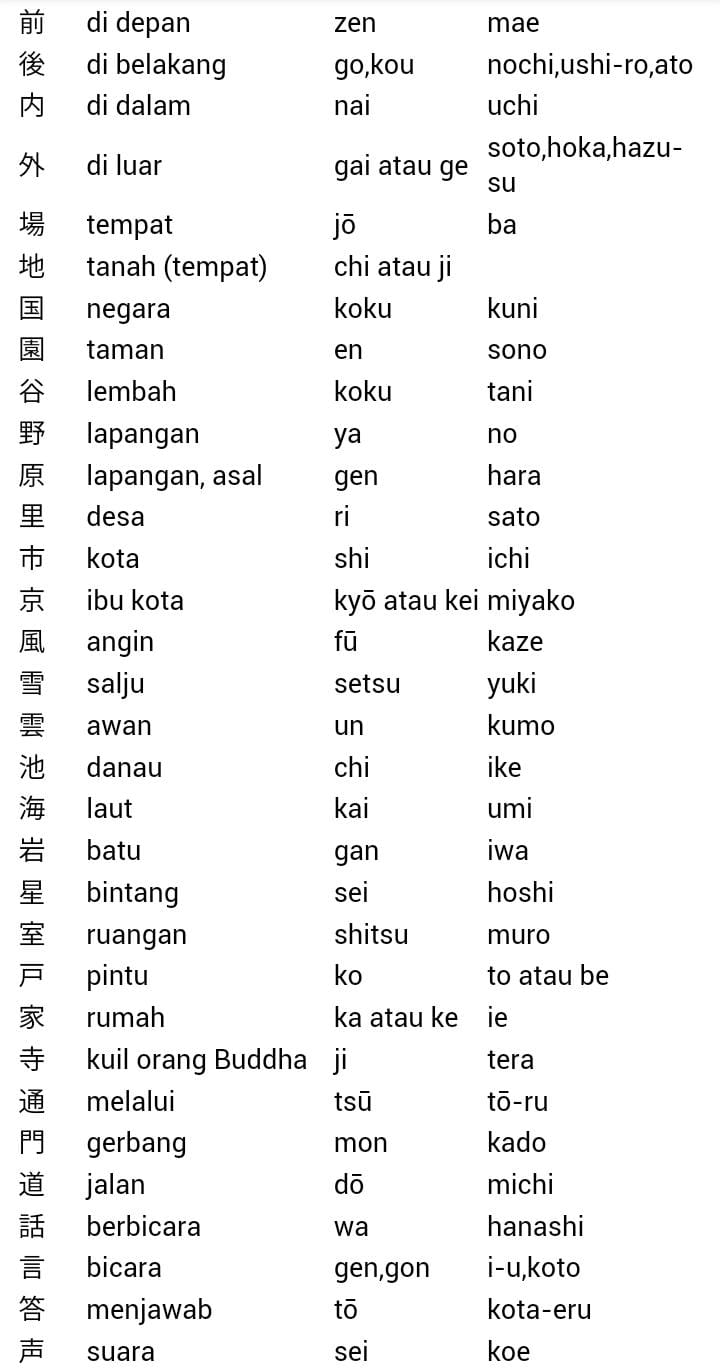 前 di depan zen mae
後 di belakang go,kou nochi,ushi-ro,ato
内 di dalam nai uchi
外 di luar gai atau ge soto,hoka,hazu-
su
場 tempat jō ba
地 tanah (tempat) chi atau ji
国 negara koku kuni
園 taman en sono
谷 lembah koku tani
野 lapangan ya no
原 lapangan, asal gen hara
里 desa ri sato
市 kota shi ichi
京 ibu kota kyō atau kei miyako
風 angin fū kaze
雪 salju setsu yuki
雲 awan un kumo
池 danau chi ike
海 laut kai umi
岩 batu gan iwa
星 bintang sei hoshi
室 ruangan shitsu muro
戸 pintu ko to atau be
家 rumah ka atau ke ie
寺 kuil orang Buddha ji tera
通 melalui tsū tō-ru
門 gerbang mon kado
道 jalan dō michi
話 berbicara wa hanashi
言 bicara gen,gon i-u,koto
答 menjawab tō kota-eru
声 suara sei koe